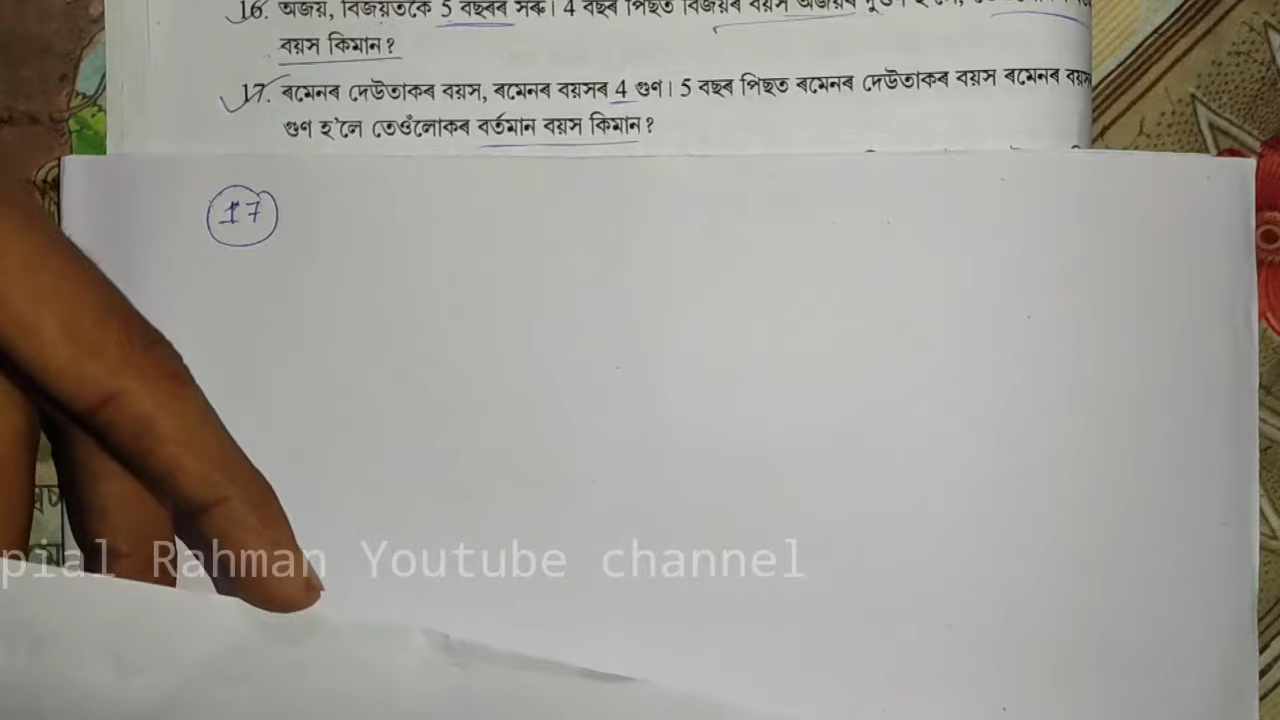 16. অজয়, বিজয়তকৈ 5 বছৰৰ সৰু। 4 বছৰ পিছত বিজয়ৰ বয়স অজয়ৰ
বয়স কিমান?
17. ৰমেনৰ দেউতাকৰ বয়স, ৰমেনৰ বয়সৰ 4 গুণ। 5 বছৰ পিছত ৰমেনৰ দেউতাকৰ বয়স ৰমেনৰ বয়স
গুণ হ'লে তেওঁলোকৰ বৰ্তমান বয়স কিমান?
17
pial Rahman Youtube channel